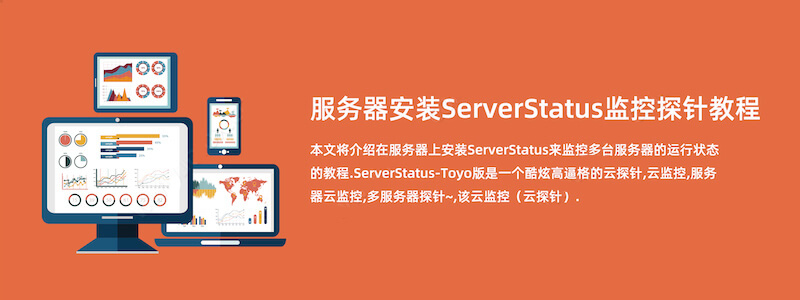 服务器安装ServerStatus监控探针教程
本文将介绍在服务器上安装ServerStatus来监控多台服务器的运行状态
的教程.ServerStatus-Toyo版是一个酷炫高逼格的云探针,云监控,服务
器云监控,多服务器探针~,该云监控（云探针）.